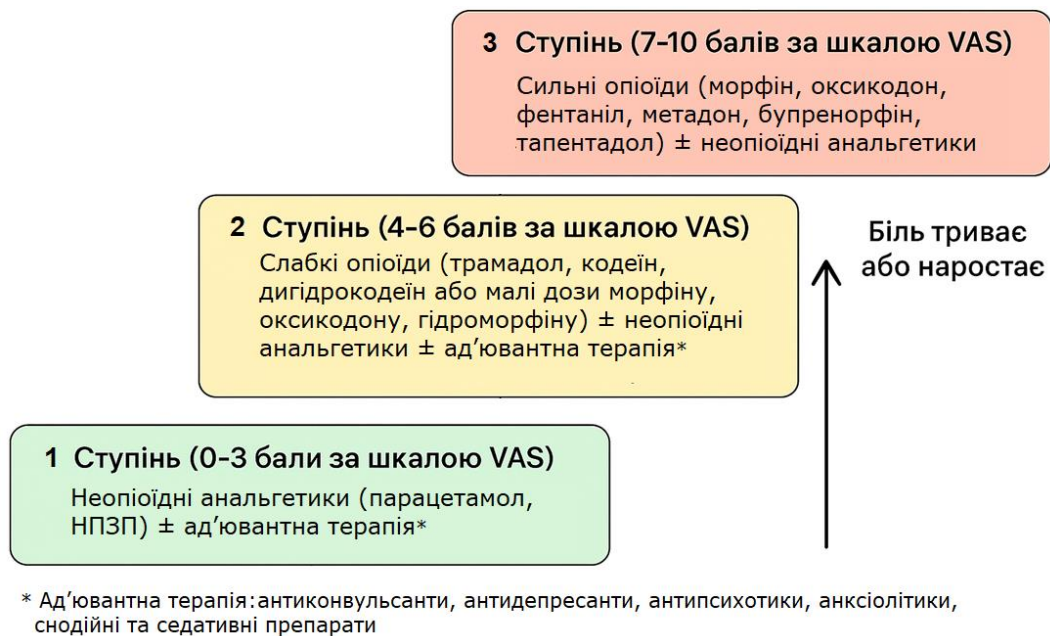 3 Ступінь (7-10 балів за шкалою VAS)
Сильні опіоїди (морфін, оксикодон,
фентаніл, метадон, бупренорфін,
тапентадол) ± неопіоїдні анальгетики
2 Ступінь (4-6 балів за шкалою VAS)
Слабкі опіоїди (трамадол, кодеїн,
дигідрокодеїн або малі дози морфіну,
оксикодону, гідроморфіну) ± неопіоїдні
анальгетики ± ад’ювантна терапія*
Біль триває
або наростає
1 Ступінь (0-3 бали за шкалою VAS)
Неопіоїдні анальгетики (парацетамол,
НПЗП) ± ад’ювантна терапія*
* Ад’ювантна терапія:антиконвульсанти, антидепресанти, антипсихотики, анксіолітики,
снодійні та седативні препарати